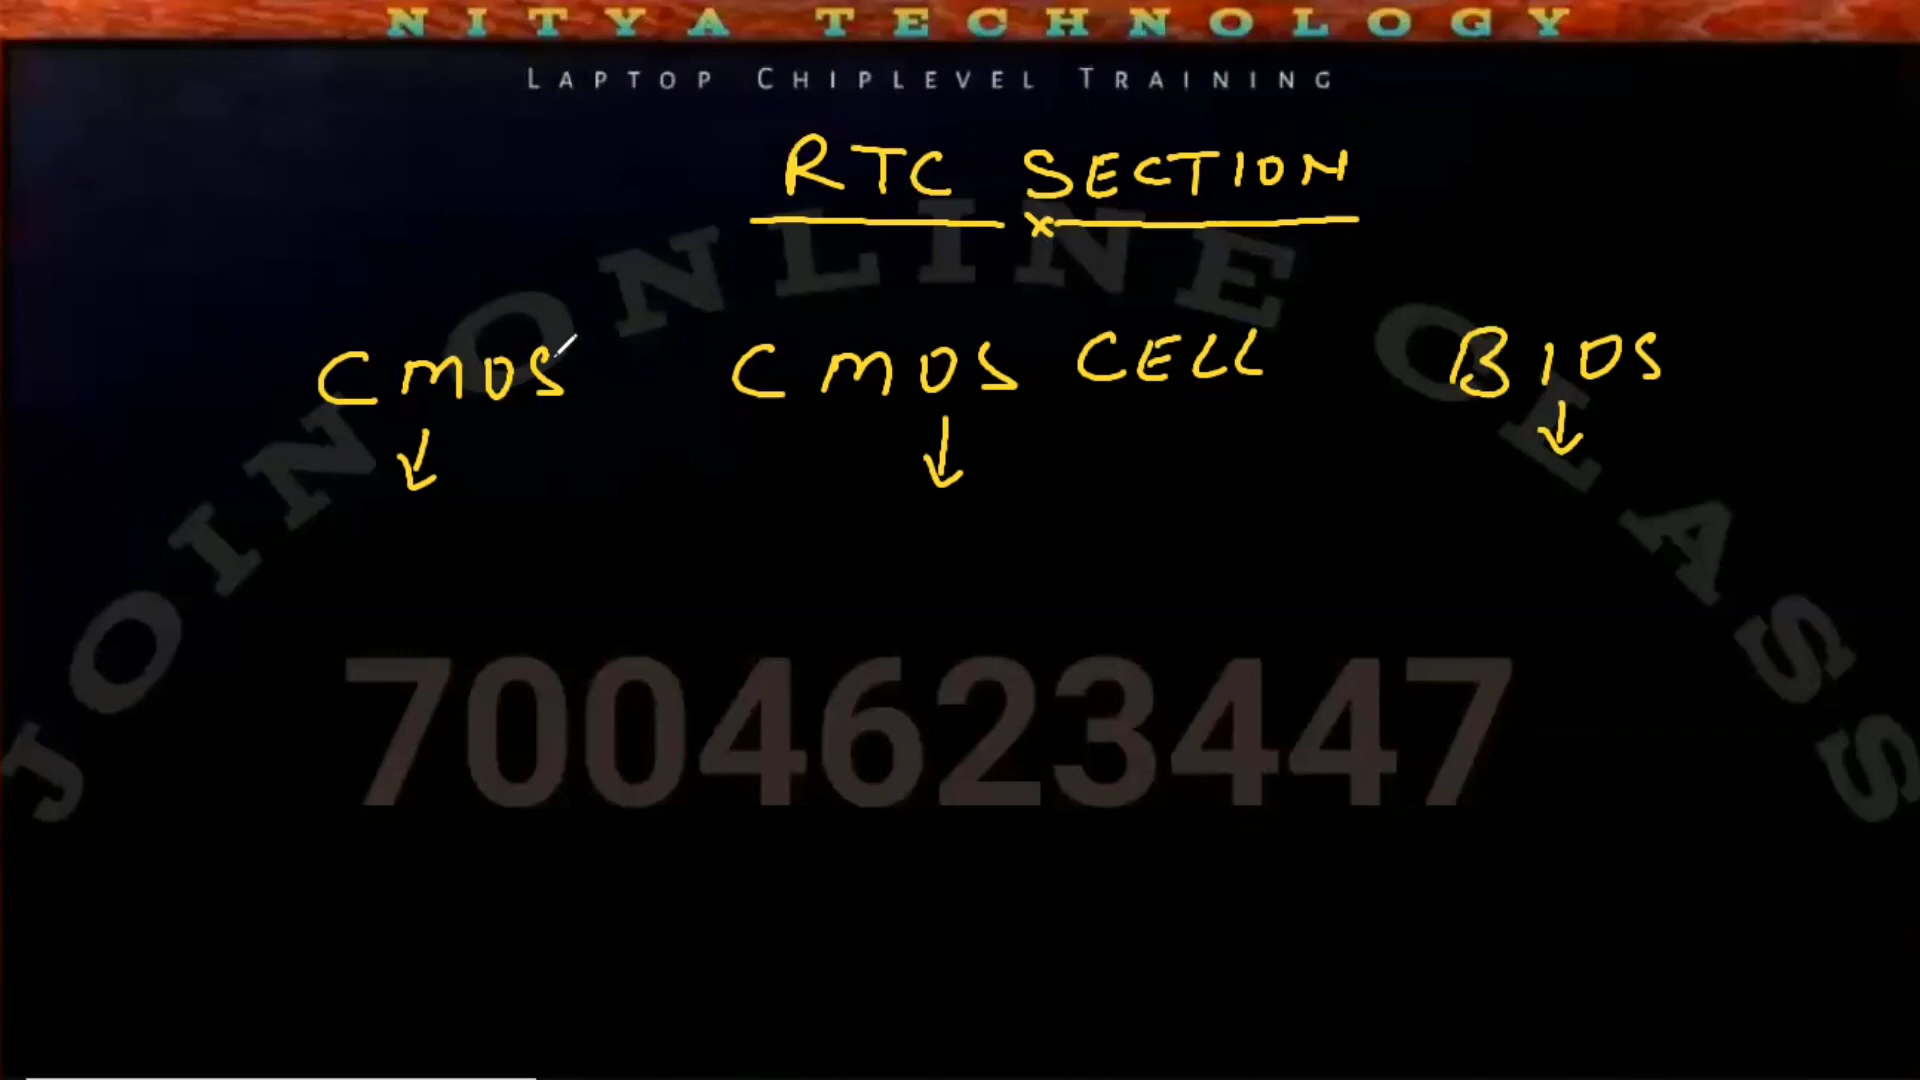 NITYA TECHNOLOGY
LAPTOP CHIPLEVEL TRAINING
RTC SECTION
CMOS CMOS CELL BIOS
JOIN ONLINE CLASS
7004623447